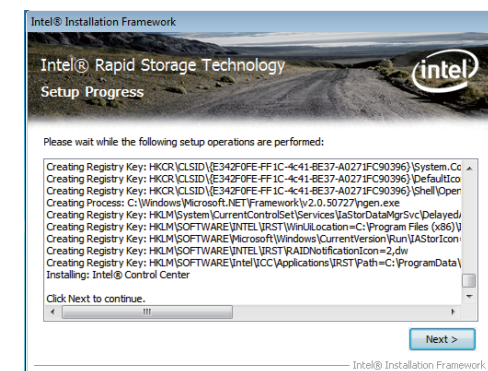 Intel® Installation Framework
Intel® Rapid Storage Technology
Setup Progress
intel
Please wait while the following setup operations are performed:
Creating Registry Key: HKCR\CLSID\{E342F0FE-FF1C-4c41-BE37-A0271FC90396}\System.Co
Creating Registry Key: HKCR\CLSID\{E342F0FE-FF1C-4c41-BE37-A0271FC90396}\DefaultIco
Creating Registry Key: HKCR\CLSID\{E342F0FE-FF1C-4c41-BE37-A0271FC90396}\Shell\Open
Creating Process: C:\Windows\Microsoft.NET\Framework\v2.0.50727\ngen.exe
Creating Registry Key: HKLM\System\CurrentControlSet\Services\IaStorDataMgrSvc\Delayed
Creating Registry Key: HKLM\SOFTWARE\INTEL\IRST\WinUiLocation=C:\Program Files (x86)\I
Creating Registry Key: HKLM\SOFTWARE\Microsoft\Windows\CurrentVersion\Run\IAStorIcon
Creating Registry Key: HKLM\SOFTWARE\INTEL\IRST\RAIDNotificationIcon=2,dw
Creating Registry Key: HKLM\SOFTWARE\Intel\ICC\Applications\IRST\Path=C:\ProgramData\
Installing: Intel® Control Center
Click Next to continue.
Next >
Intel® Installation Framework